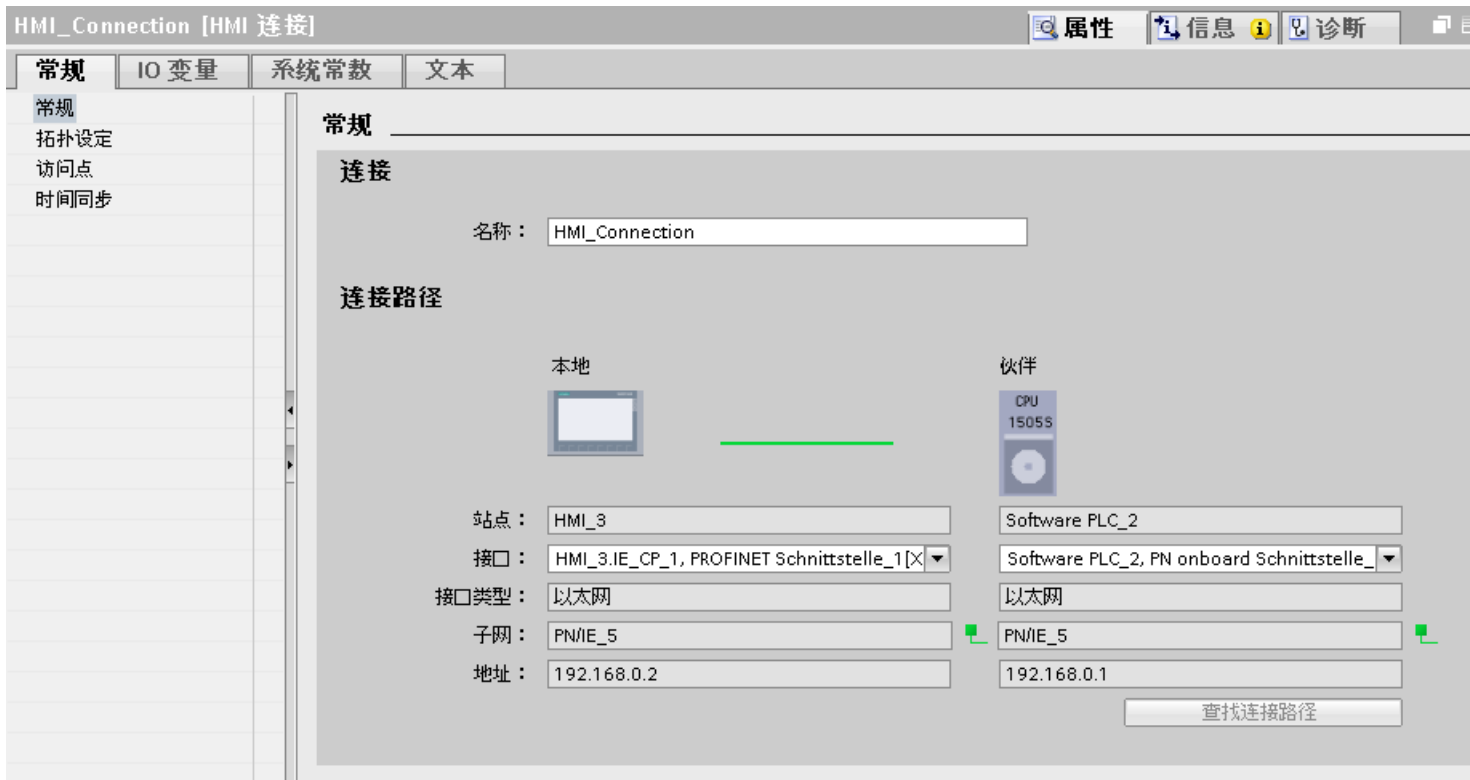 HMI_Connection [HMI 连接]
属性 信息 诊断
常规 IO 变量 系统常数 文本
常规
拓扑设定
访问点
时间同步
常规
连接
名称： HMI_Connection
连接路径
本地 伙伴
CPU
1505S
站点： HMI_3 Software PLC_2
接口： HMI_3.IE_CP_1, PROFINET Schnittstelle_1[X Software PLC_2, PN onboard Schnittstelle_
接口类型： 以太网 以太网
子网： PN/IE_5 PN/IE_5
地址： 192.168.0.2 192.168.0.1
查找连接路径